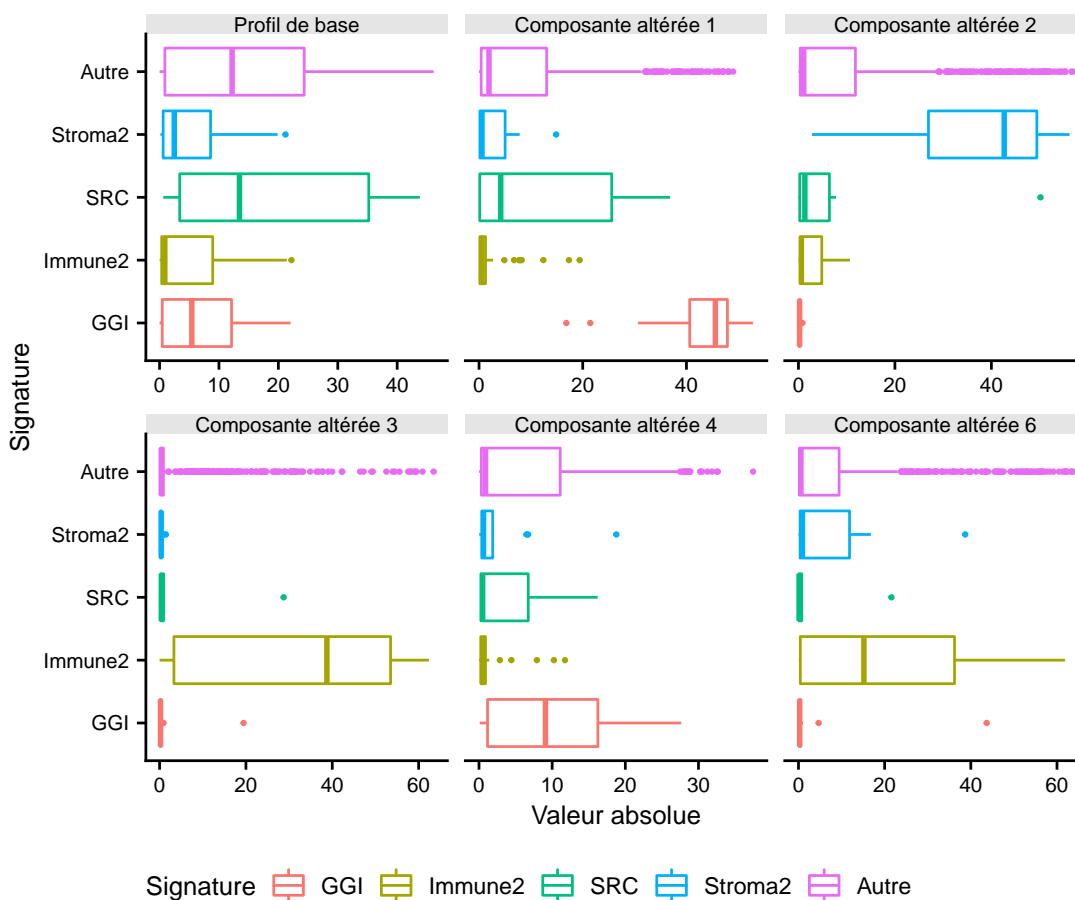 Profil de base Composante altérée 1 Composante altérée 2
Autre
Stroma2
SRC
Immune2
GGI
0 10 20 30 40 0 20 40 0 20 40
Signature
Composante altérée 3 Composante altérée 4 Composante altérée 6
Autre
Stroma2
SRC
Immune2
GGI
0 20 40 60 0 10 20 30 0 20 40 60
Valeur absolue
Signature GGI Immune2 SRC Stroma2 Autre